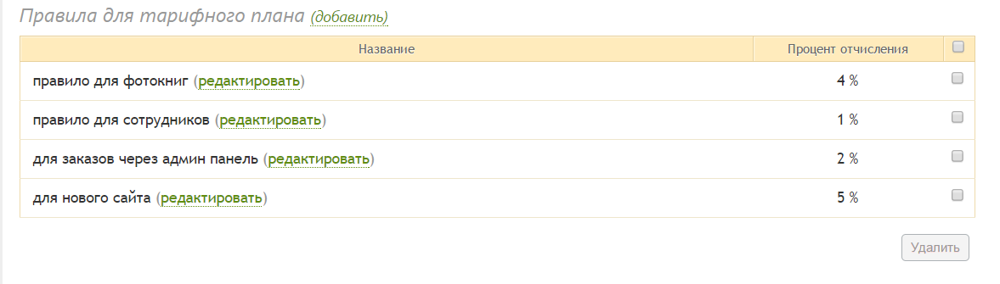 Правила для тарифного плана (добавить)
Название Процент отчисления
правило для фотокниг (редактировать) 4 %
правило для сотрудников (редактировать) 1 %
для заказов через админ панель (редактировать) 2 %
для нового сайта (редактировать) 5 %
Удалить